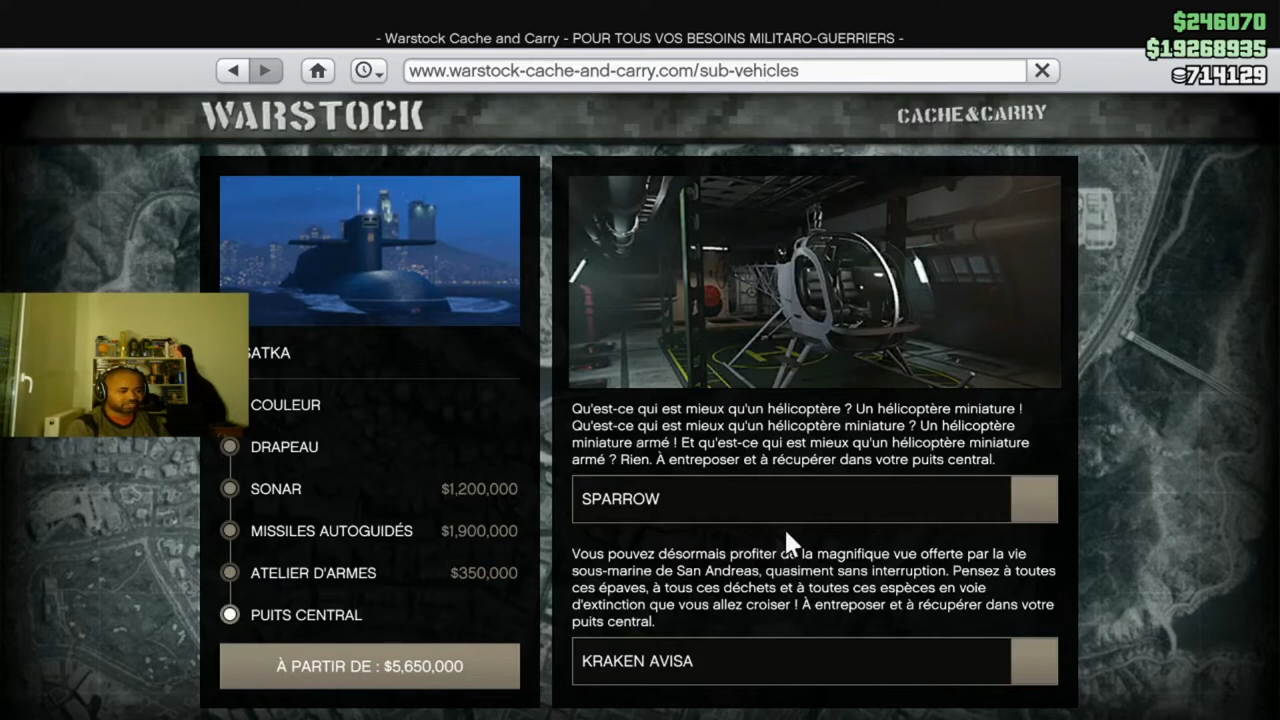 $246070
- Warstock Cache and Carry - POUR TOUS VOS BESOINS MILITARO-GUERRIERS -
$19268935
714129
www.warstock-cache-and-carry.com/sub-vehicles
WARSTOCK
CACHE&CARRY
SATKA
COULEUR
DRAPEAU
SONAR $1,200,000
MISSILES AUTOGUIDÉS $1,900,000
ATELIER D'ARMES $350,000
PUITS CENTRAL
À PARTIR DE : $5,650,000
Qu'est-ce qui est mieux qu'un hélicoptère ? Un hélicoptère miniature !
Qu'est-ce qui est mieux qu'un hélicoptère miniature ? Un hélicoptère
miniature armé ! Et qu'est-ce qui est mieux qu'un hélicoptère miniature
armé ? Rien. À entreposer et à récupérer dans votre puits central.
SPARROW
Vous pouvez désormais profiter de la magnifique vue offerte par la vie
sous-marine de San Andreas, quasiment sans interruption. Pensez à toutes
ces épaves, à tous ces déchets et à toutes ces espèces en voie
d'extinction que vous allez croiser ! À entreposer et à récupérer dans votre
puits central.
KRAKEN AVISA